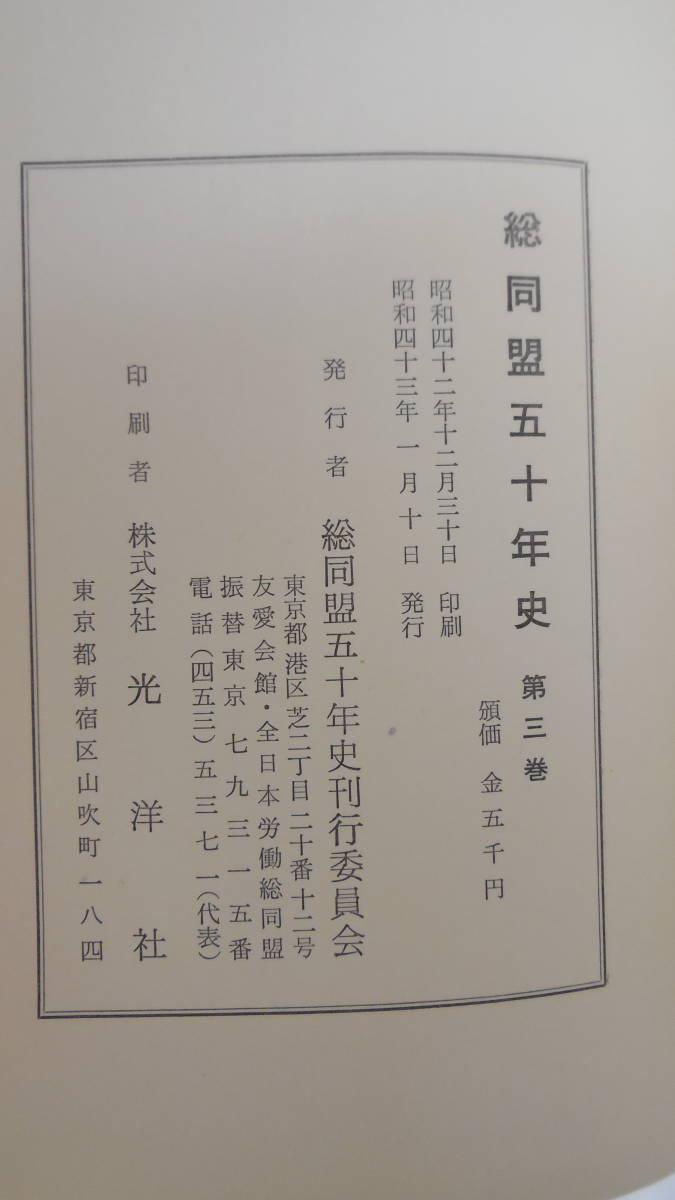 総同盟五十年史　第三巻
頒価　金五千円
昭和四十二年十二月三十日　印刷
昭和四十三年一月十日　発行
発行者　総同盟五十年史刊行委員会
東京都港区芝二丁目二十番十二号
友愛会館・全日本労働総同盟
振替東京　七九三一五番
電話（四五三）五三七一（代表）
印刷者　株式会社　光洋社
東京都新宿区山吹町一八四